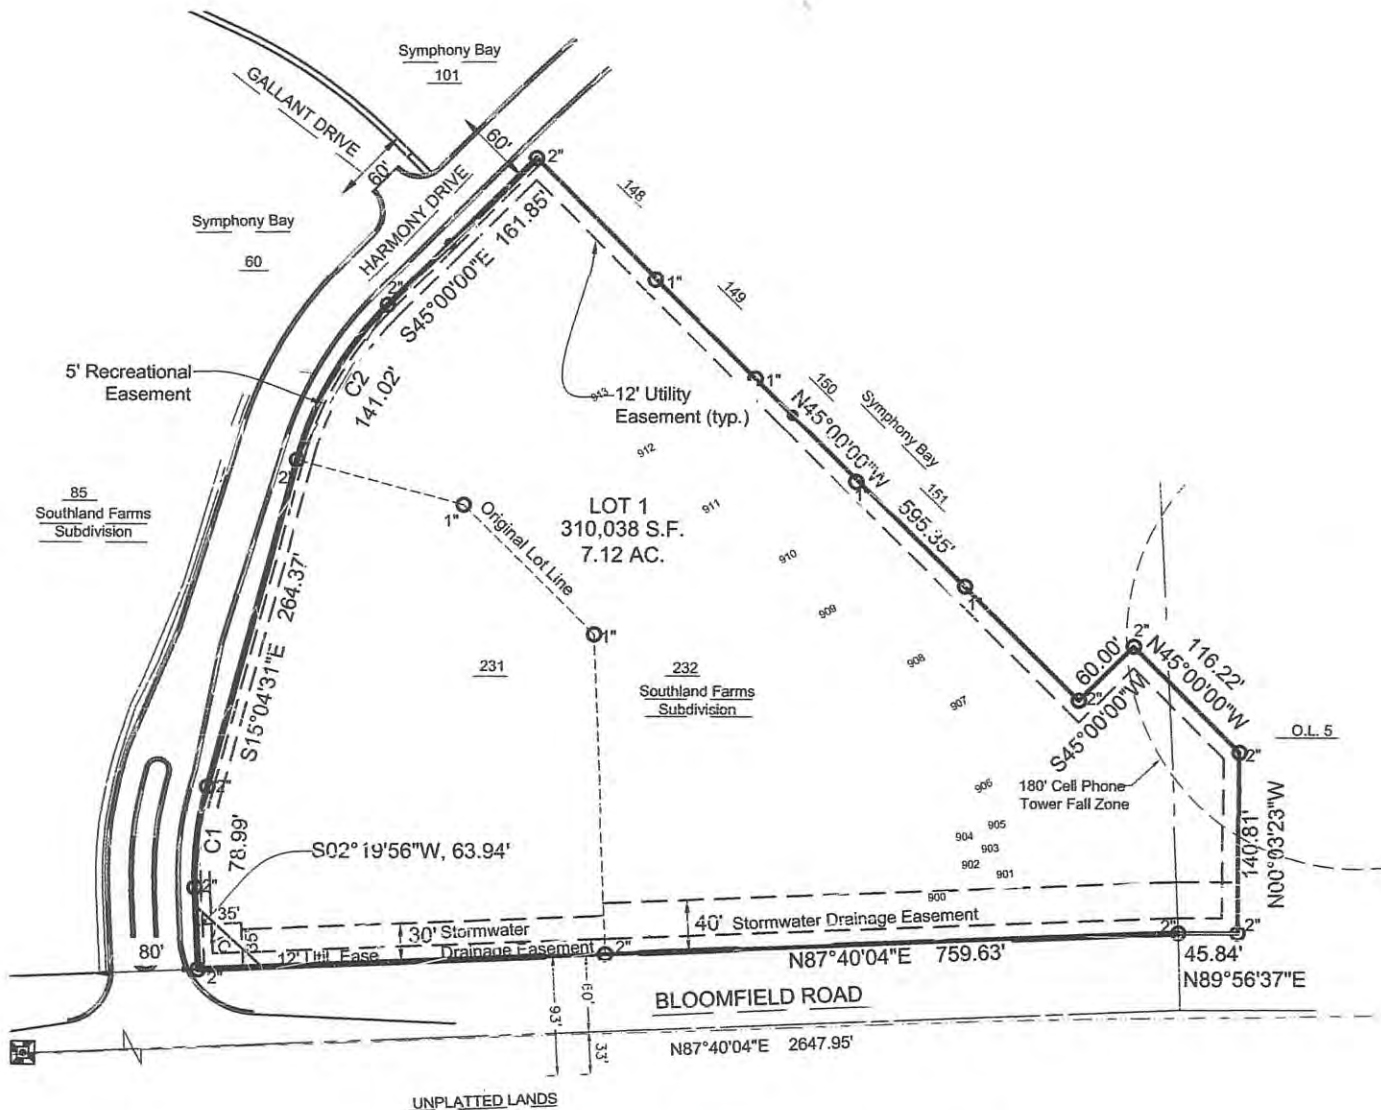 Symphony Bay
101
GALLANT DRIVE
60'
60'
2"
148
Symphony Bay
60
HARMONY DRIVE
S45°00'00"E 161.85'
2"
1"
149
5' Recreational
Easement
C2
141.02'
913
12' Utility
Easement (typ.)
1"
150
Symphony Bay
N45°00'00"W
595.35'
912
911
910
909
908
907
906
905
904
903
902
901
900
151
1"
1"
2"
85
Southland Farms
Subdivision
1"
Original Lot Line
LOT 1
310,038 S.F.
7.12 AC.
S15°04'31"E 264.37'
1"
231
232
Southland Farms
Subdivision
60.00'
S45°00'00"W
2"
2"
N45°00'00"W
116.22'
2"
O.L. 5
180' Cell Phone
Tower Fall Zone
2"
C1
78.99'
S02°19'56"W, 63.94'
2"
35'
35'
140.81'
N00°03'23"W
80'
30' Stormwater
Drainage Easement
40' Stormwater Drainage Easement
12' Util. Ease
2"
2"
2"
2"
N87°40'04"E 759.63'
45.84'
N89°56'37"E
BLOOMFIELD ROAD
60'
93'
33'
N87°40'04"E 2647.95'
UNPLATTED LANDS